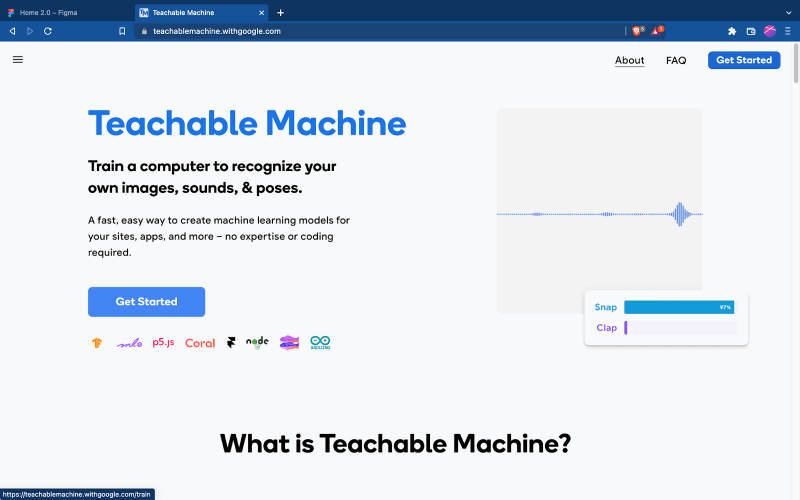 Home 2.0 – Figma
Teachable Machine
teachablemachine.withgoogle.com
About
FAQ
Get Started
Teachable Machine
Train a computer to recognize your
own images, sounds, & poses.
A fast, easy way to create machine learning models for
your sites, apps, and more – no expertise or coding
required.
Get Started
p5.js
Coral
node
ARDUINO
Snap
97%
Clap
What is Teachable Machine?
https://teachablemachine.withgoogle.com/train